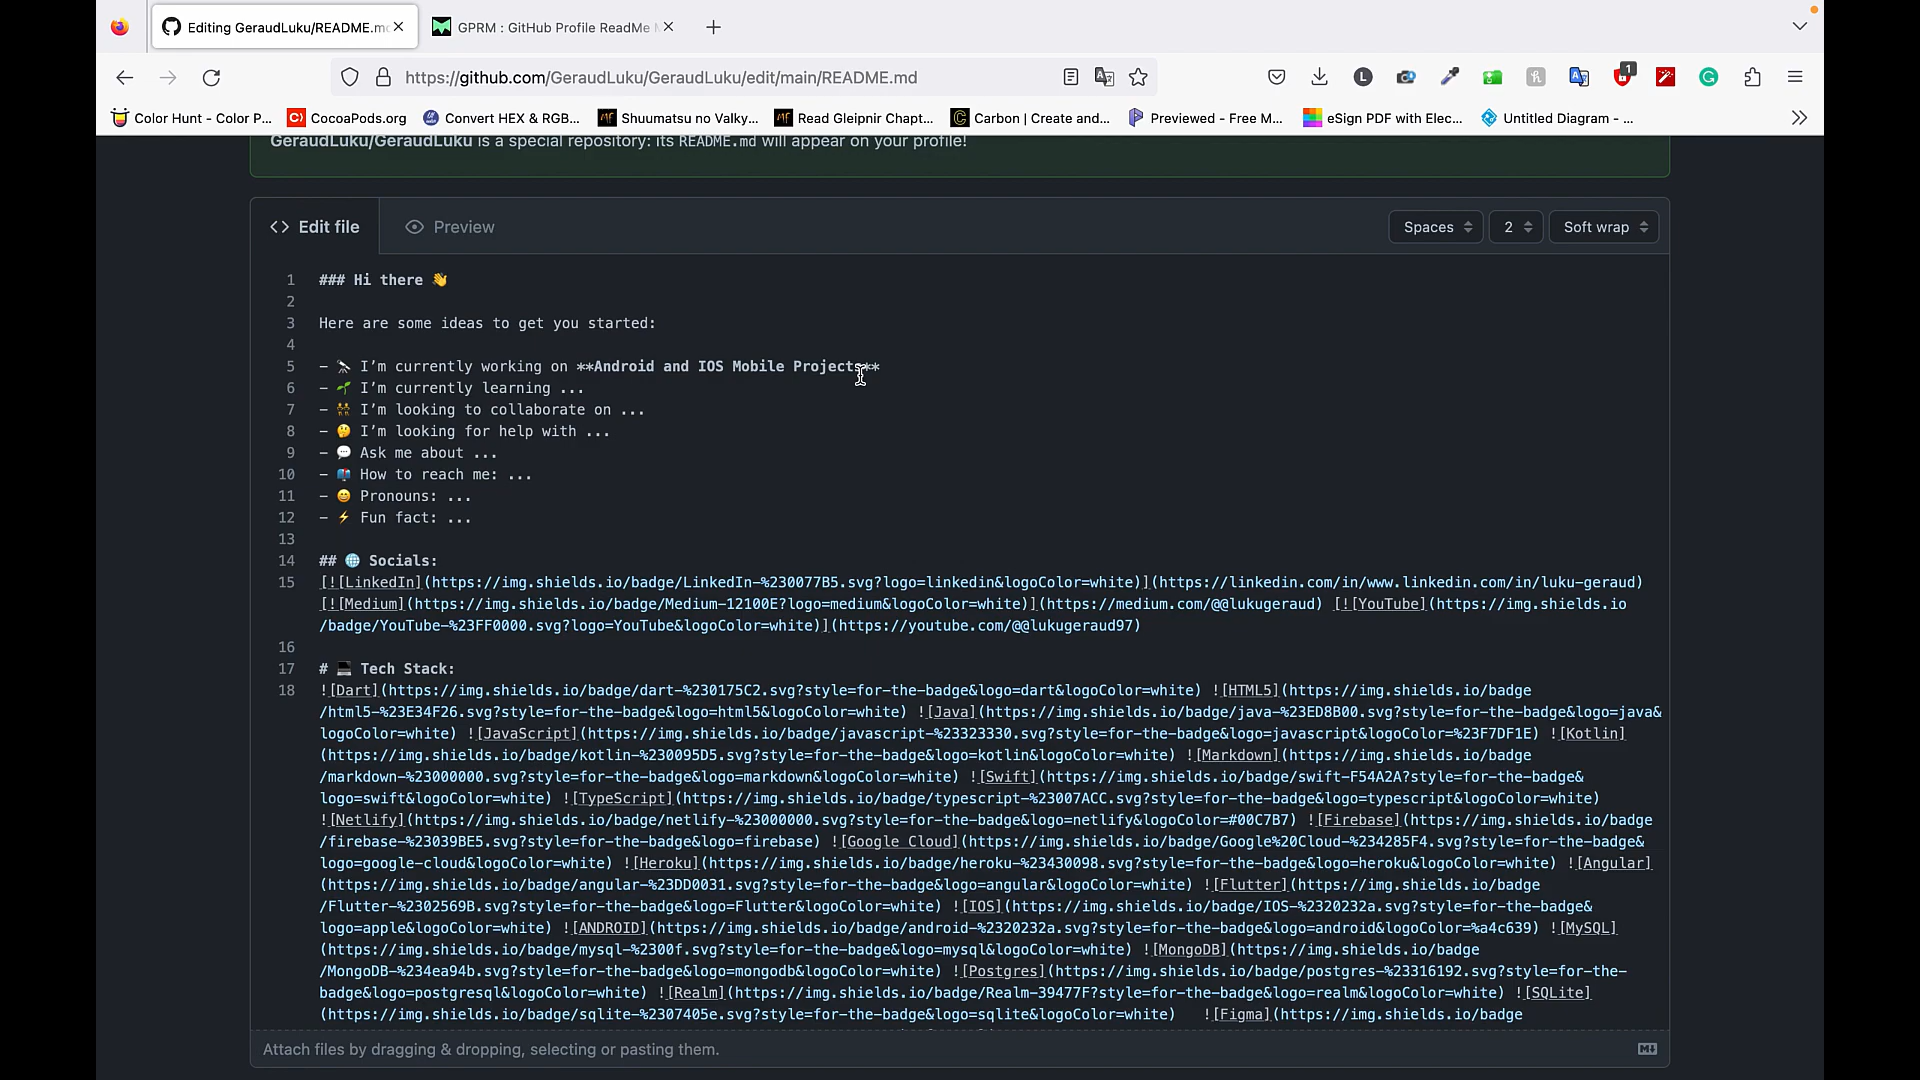 Editing GeraudLuku/README.m
GPRM : GitHub Profile ReadMe
https://github.com/GeraudLuku/GeraudLuku/edit/main/README.md
1
Color Hunt - Color P...
CocoaPods.org
Convert HEX & RGB...
Shuumatsu no Valky...
Read Gleipnir Chapt...
Carbon | Create and...
Previewed - Free M...
eSign PDF with Elec...
Untitled Diagram - ...
GeraudLuku/GeraudLuku is a special repository: its README.md will appear on your profile!
<> Edit file
Preview
Spaces
2
Soft wrap
1 ### Hi there 👋
2
3 Here are some ideas to get you started:
4
5 - 🔭 I’m currently working on **Android and IOS Mobile Projects**
6 - 🌱 I’m currently learning ...
7 - 👯 I’m looking to collaborate on ...
8 - 🤔 I’m looking for help with ...
9 - 💬 Ask me about ...
10 - 📫 How to reach me: ...
11 - 😄 Pronouns: ...
12 - ⚡ Fun fact: ...
13
14 ## 🌐 Socials:
15 [![LinkedIn](https://img.shields.io/badge/LinkedIn-%230077B5.svg?logo=linkedin&logoColor=white)](https://linkedin.com/in/www.linkedin.com/in/luku-geraud)
[![Medium](https://img.shields.io/badge/Medium-12100E?logo=medium&logoColor=white)](https://medium.com/@@lukugeraud) [![YouTube](https://img.shields.io
/badge/YouTube-%23FF0000.svg?logo=YouTube&logoColor=white)](https://youtube.com/@@lukugeraud97)
16
17 # 💻 Tech Stack:
18 ![Dart](https://img.shields.io/badge/dart-%230175C2.svg?style=for-the-badge&logo=dart&logoColor=white) ![HTML5](https://img.shields.io/badge
/html5-%23E34F26.svg?style=for-the-badge&logo=html5&logoColor=white) ![Java](https://img.shields.io/badge/java-%23ED8B00.svg?style=for-the-badge&logo=java&
logoColor=white) ![JavaScript](https://img.shields.io/badge/javascript-%23323330.svg?style=for-the-badge&logo=javascript&logoColor=%23F7DF1E) ![Kotlin]
(https://img.shields.io/badge/kotlin-%230095D5.svg?style=for-the-badge&logo=kotlin&logoColor=white) ![Markdown](https://img.shields.io/badge
/markdown-%23000000.svg?style=for-the-badge&logo=markdown&logoColor=white) ![Swift](https://img.shields.io/badge/swift-F54A2A?style=for-the-badge&
logo=swift&logoColor=white) ![TypeScript](https://img.shields.io/badge/typescript-%23007ACC.svg?style=for-the-badge&logo=typescript&logoColor=white)
![Netlify](https://img.shields.io/badge/netlify-%23000000.svg?style=for-the-badge&logo=netlify&logoColor=#00C7B7) ![Firebase](https://img.shields.io/badge
/firebase-%23039BE5.svg?style=for-the-badge&logo=firebase) ![Google Cloud](https://img.shields.io/badge/Google%20Cloud-%234285F4.svg?style=for-the-badge&
logo=google-cloud&logoColor=white) ![Heroku](https://img.shields.io/badge/heroku-%23430098.svg?style=for-the-badge&logo=heroku&logoColor=white) ![Angular]
(https://img.shields.io/badge/angular-%23DD0031.svg?style=for-the-badge&logo=angular&logoColor=white) ![Flutter](https://img.shields.io/badge
/Flutter-%2302569B.svg?style=for-the-badge&logo=Flutter&logoColor=white) ![IOS](https://img.shields.io/badge/IOS-%2320232a.svg?style=for-the-badge&
logo=apple&logoColor=white) ![ANDROID](https://img.shields.io/badge/android-%2320232a.svg?style=for-the-badge&logo=android&logoColor=%a4c639) ![MySQL]
(https://img.shields.io/badge/mysql-%2300f.svg?style=for-the-badge&logo=mysql&logoColor=white) ![MongoDB](https://img.shields.io/badge
/MongoDB-%234ea94b.svg?style=for-the-badge&logo=mongodb&logoColor=white) ![Postgres](https://img.shields.io/badge/postgres-%23316192.svg?style=for-the-
badge&logo=postgresql&logoColor=white) ![Realm](https://img.shields.io/badge/Realm-39477F?style=for-the-badge&logo=realm&logoColor=white) ![SQLite]
(https://img.shields.io/badge/sqlite-%2307405e.svg?style=for-the-badge&logo=sqlite&logoColor=white) ![Figma](https://img.shields.io/badge
Attach files by dragging & dropping, selecting or pasting them.